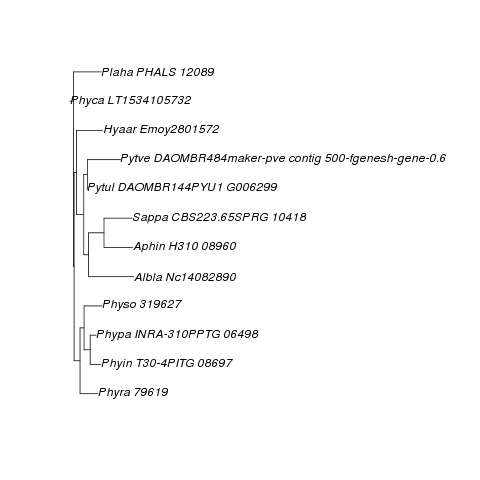 Plaha PHALS 12089
Phyca LT1534105732
Hyaar Emoy2801572
Pytve DAOMBR484maker-pve contig 500-fgenesh-gene-0.6
Pytul DAOMBR144PYU1 G006299
Sappa CBS223.65SPRG 10418
Aphin H310 08960
Albla Nc14082890
Physo 319627
Phypa INRA-310PPTG 06498
Phyin T30-4PITG 08697
Phyra 79619